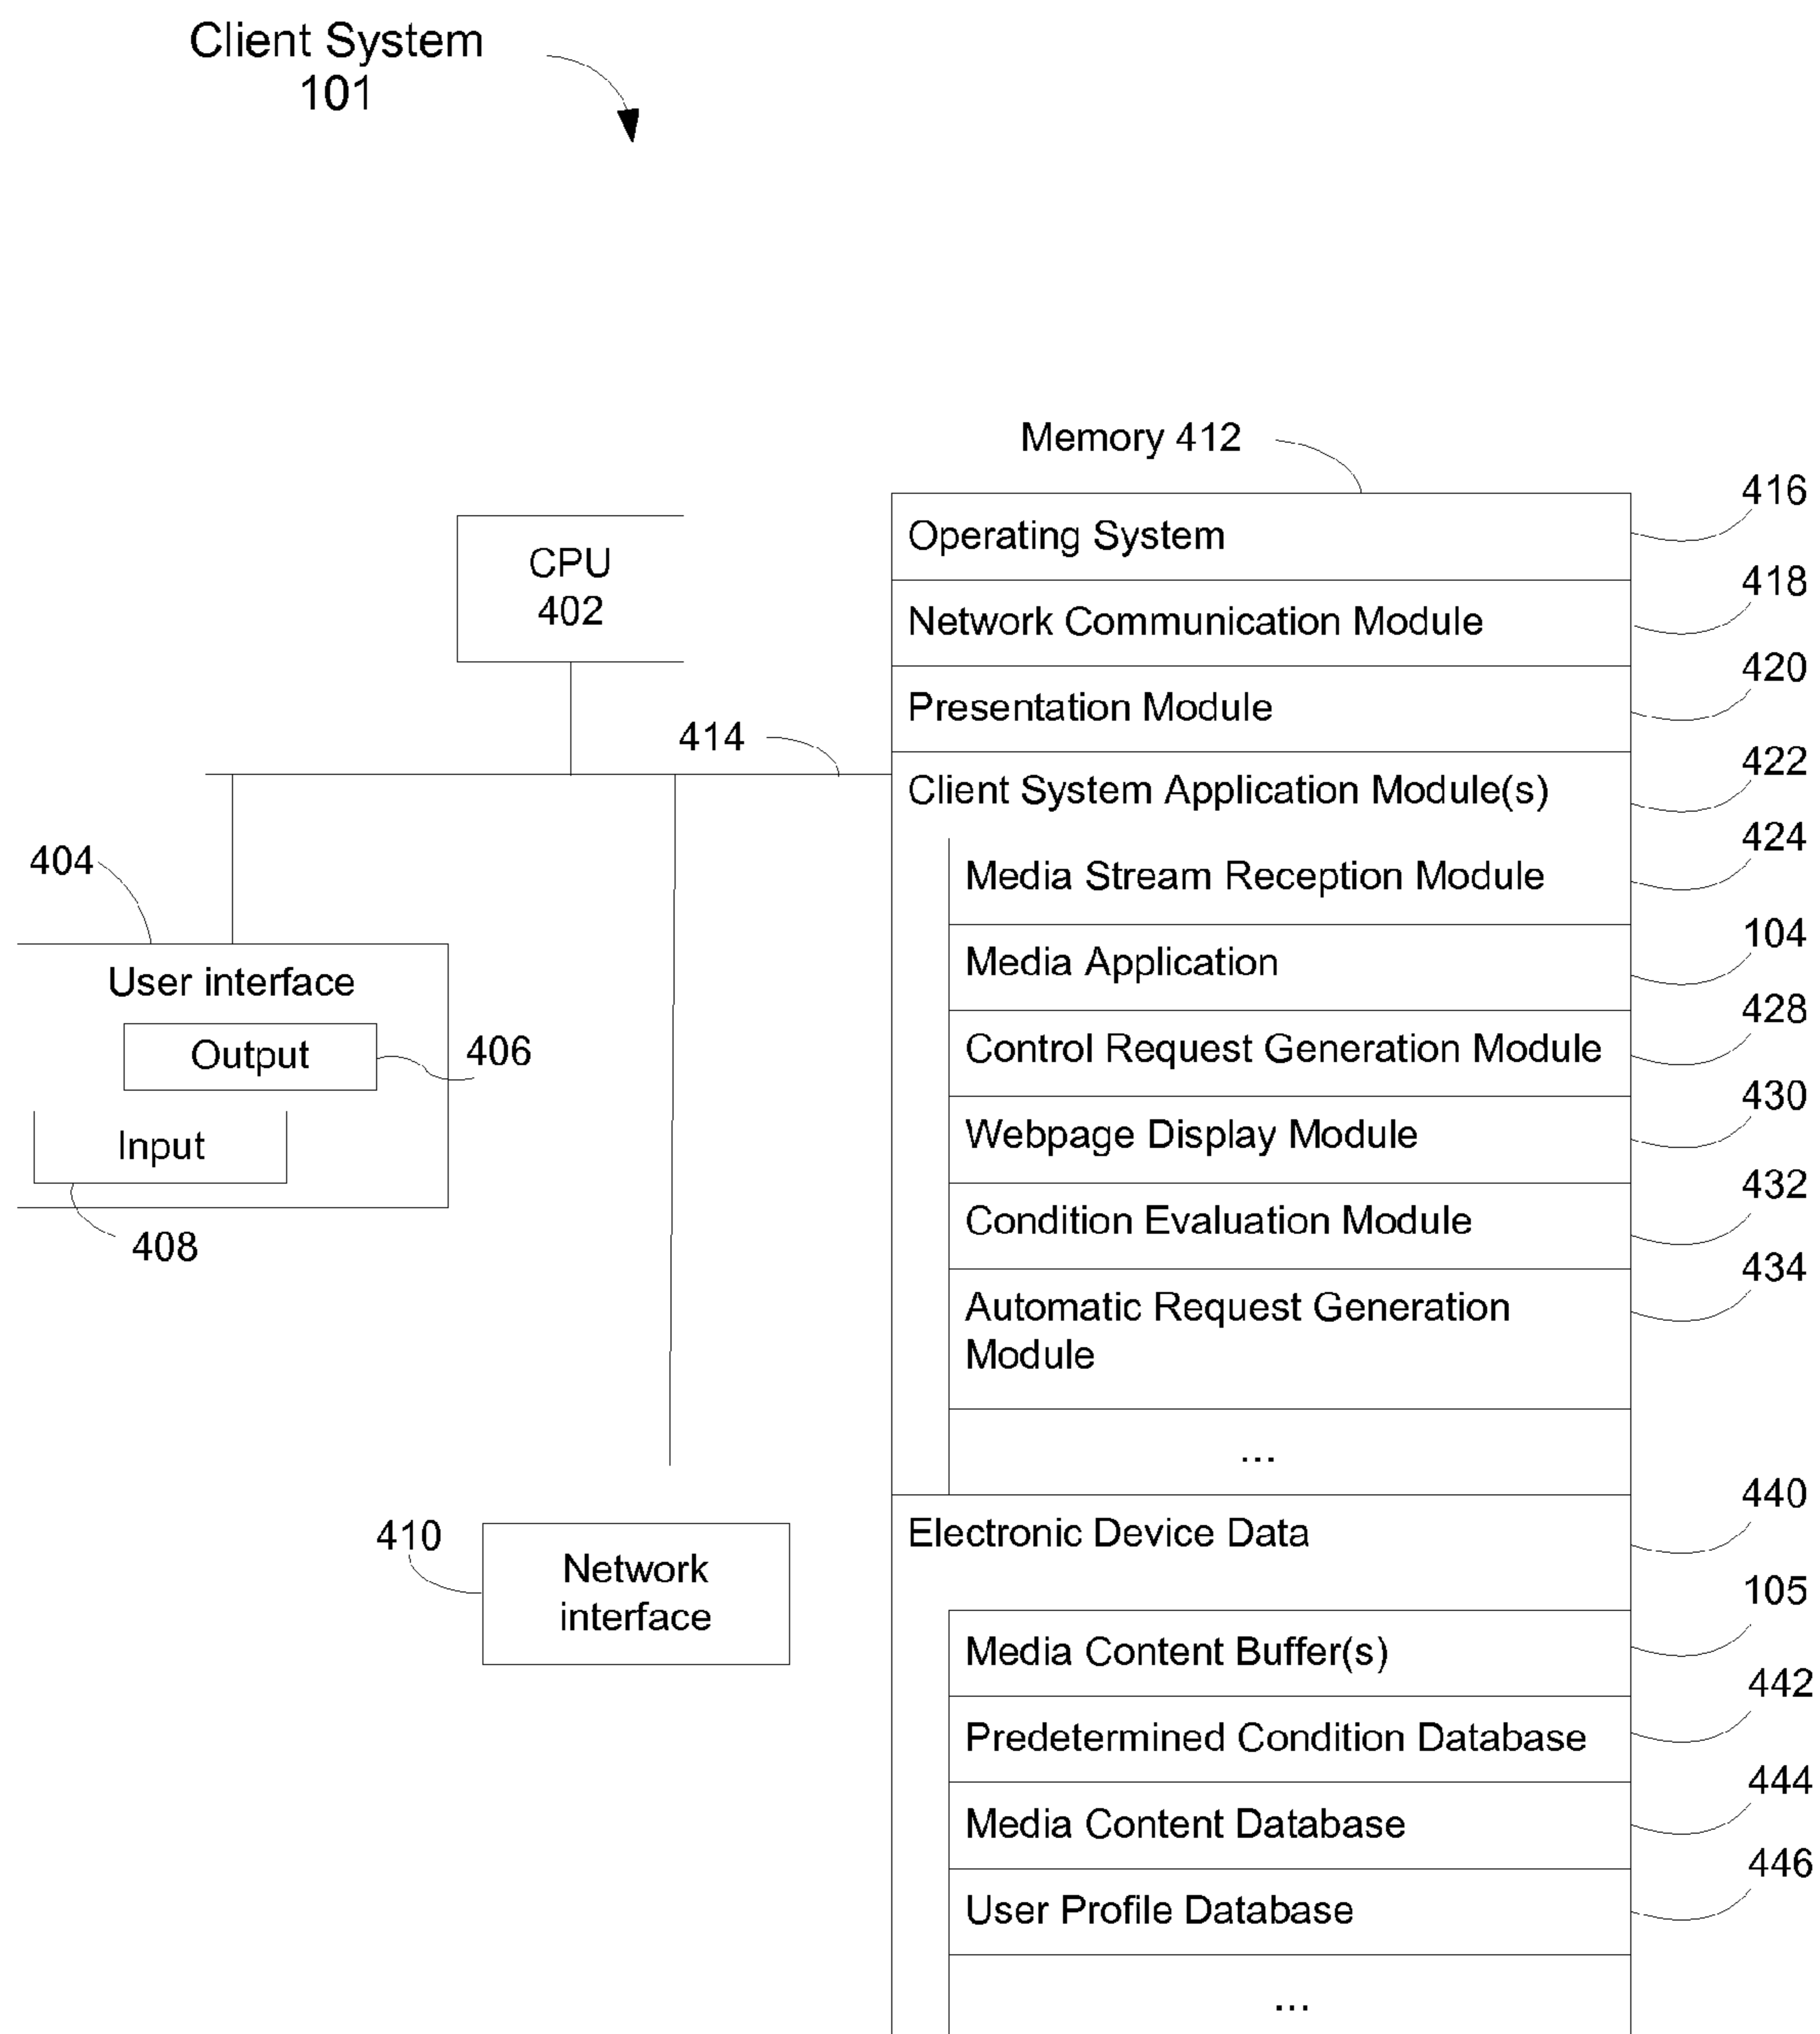 Client System
101
Memory 412
416
Operating System
CPU
402
418
Network Communication Module
420
Presentation Module
414
422
Client System Application Module(s)
424
Media Stream Reception Module
404
User interface
Output
406
Input
408
104
Media Application
428
Control Request Generation Module
430
Webpage Display Module
432
Condition Evaluation Module
434
Automatic Request Generation
Module
...
440
Electronic Device Data
410
Network
interface
105
Media Content Buffer(s)
442
Predetermined Condition Database
444
Media Content Database
446
User Profile Database
...